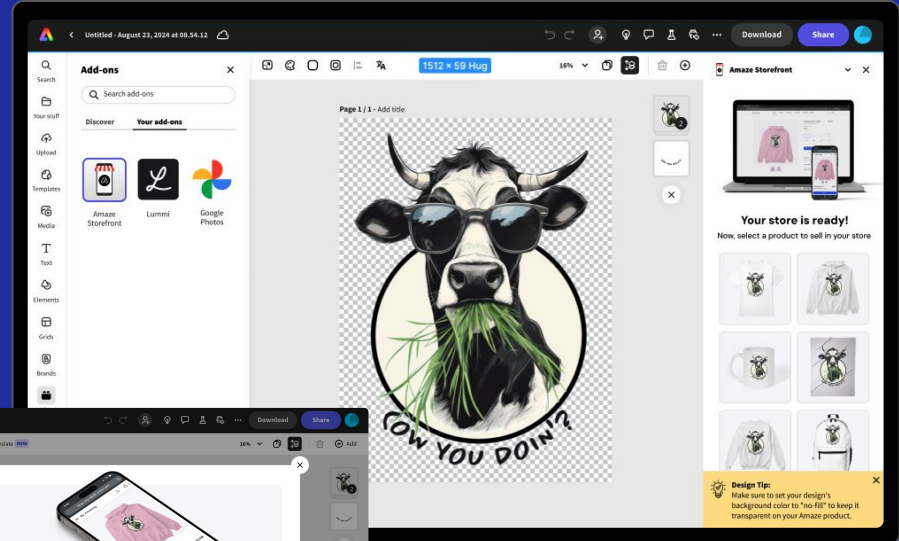 Untitled - August 23, 2024 at 08.54.12
Download
Share
Search
Your stuff
Upload
Templates
Media
Text
Elements
Grids
Brands
Add-ons
Search add-ons
Discover
Your add-ons
Amaze
Storefront
Lummi
Google
Photos
1512 × 59 Hug
16%
Page 1 / 1 - Add title
2
COW YOU DOIN'?
Amaze Storefront
Your store is ready!
Now, select a product to sell in your store
Design Tip:
Make sure to set your design's
background color to "no-fill" to keep it
transparent on your Amaze product.
Download
Share
16%
Add
2